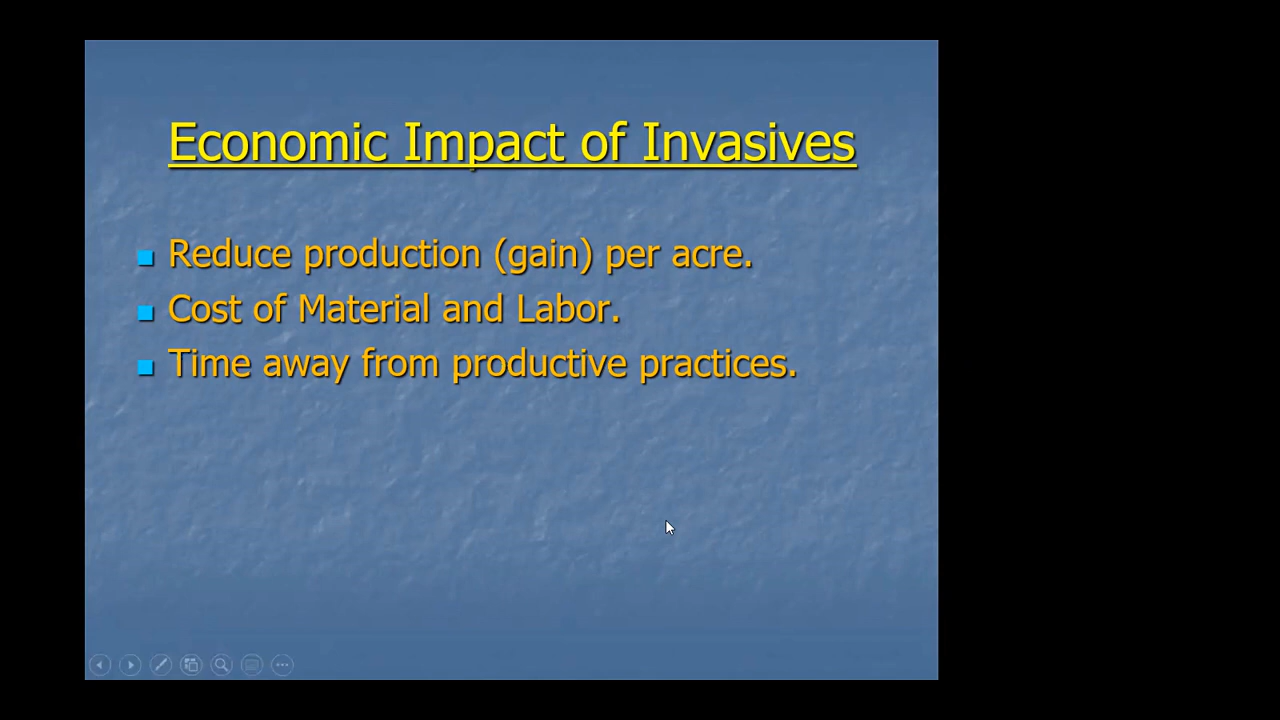 Economic Impact of Invasives
Reduce production (gain) per acre.
Cost of Material and Labor.
Time away from productive practices.